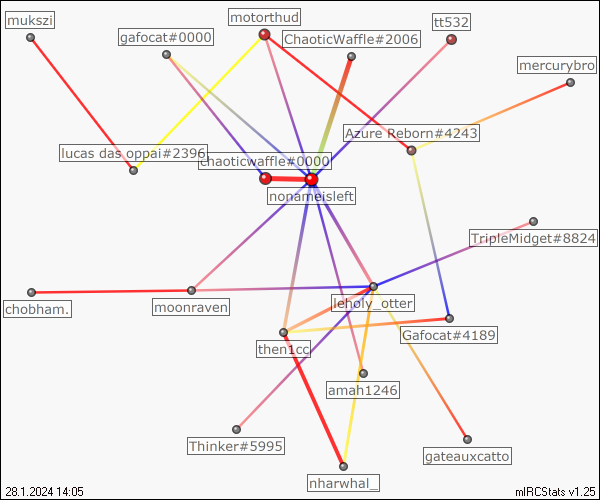 mukszi
motorthud
tt532
gafocat#0000
ChaoticWaffle#2006
mercurybro
Azure Reborn#4243
lucas das oppai#2396
chaoticwaffle#0000
nonameisleft
TripleMidget#8824
chobham.
moonraven
leholy_otter
Gafocat#4189
then1cc
amah1246
Thinker#5995
gateauxcatto
nharwhal_
28.1.2024 14:05
mIRCStats v1.25